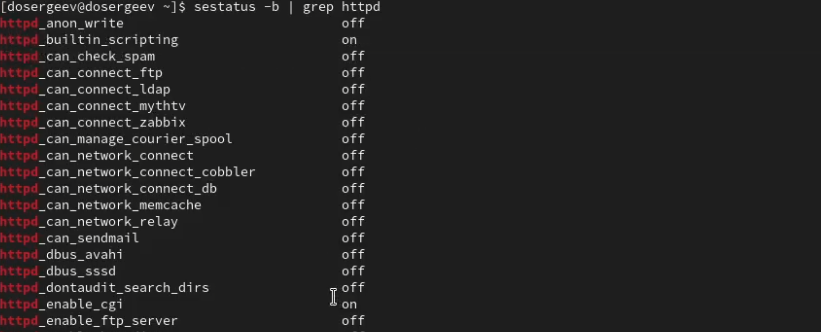 [dosergeev@dosergeev ~]$ sestatus -b | grep httpd
httpd_anon_write off
httpd_builtin_scripting on
httpd_can_check_spam off
httpd_can_connect_ftp off
httpd_can_connect_ldap off
httpd_can_connect_mythtv off
httpd_can_connect_zabbix off
httpd_can_manage_courier_spool off
httpd_can_network_connect off
httpd_can_network_connect_cobbler off
httpd_can_network_connect_db off
httpd_can_network_memcache off
httpd_can_network_relay off
httpd_can_sendmail off
httpd_dbus_avahi off
httpd_dbus_sssd off
httpd_dontaudit_search_dirs off
httpd_enable_cgi on
httpd_enable_ftp_server off